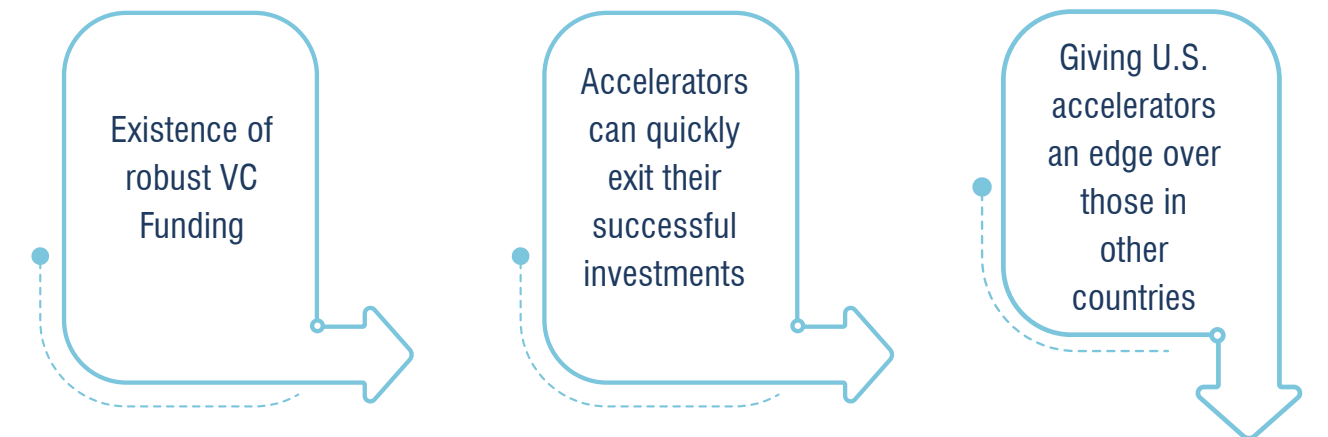 Existence of
robust VC
Funding
Accelerators
can quickly
exit their
successful
investments
Giving U.S.
accelerators
an edge over
those in
other
countries